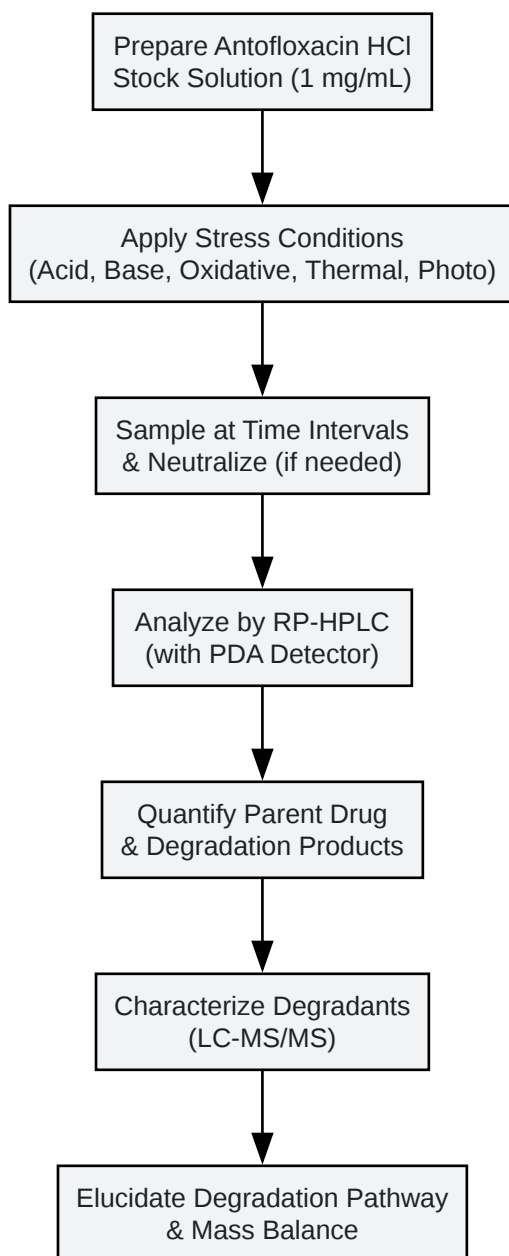 Prepare Antofloxacin HCl
Stock Solution (1 mg/mL)
Apply Stress Conditions
(Acid, Base, Oxidative, Thermal, Photo)
Sample at Time Intervals
& Neutralize (if needed)
Analyze by RP-HPLC
(with PDA Detector)
Quantify Parent Drug
& Degradation Products
Characterize Degradants
(LC-MS/MS)
Elucidate Degradation Pathway
& Mass Balance